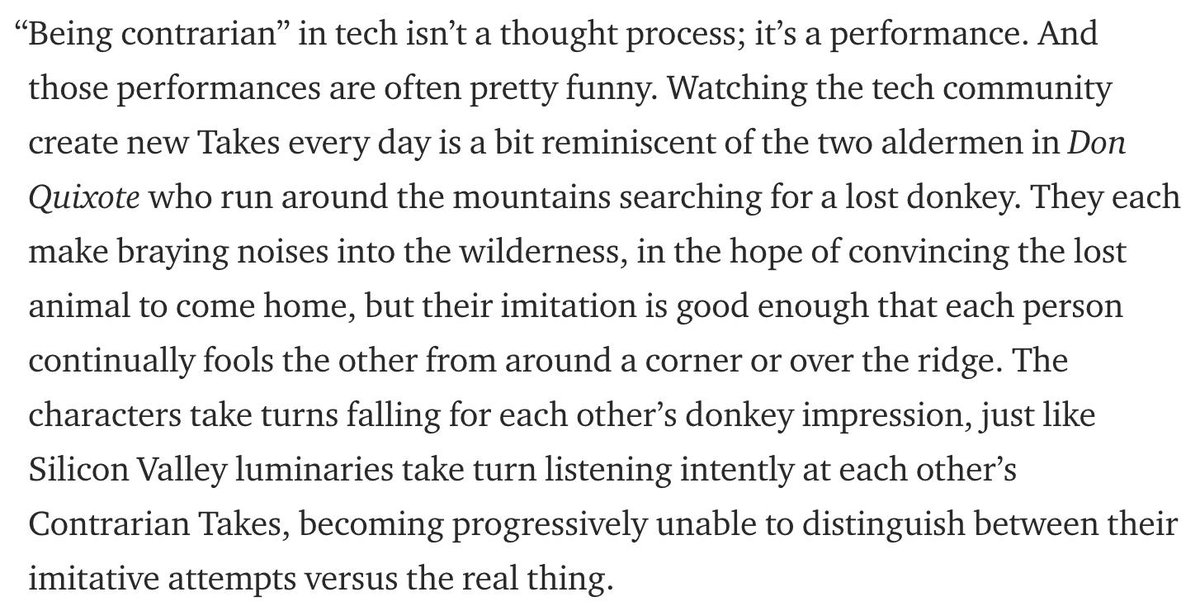 “Being contrarian” in tech isn’t a thought process; it’s a performance. And
those performances are often pretty funny. Watching the tech community
create new Takes every day is a bit reminiscent of the two aldermen in Don
Quixote who run around the mountains searching for a lost donkey. They each
make braying noises into the wilderness, in the hope of convincing the lost
animal to come home, but their imitation is good enough that each person
continually fools the other from around a corner or over the ridge. The
characters take turns falling for each other’s donkey impression, just like
Silicon Valley luminaries take turn listening intently at each other’s
Contrarian Takes, becoming progressively unable to distinguish between their
imitative attempts versus the real thing.